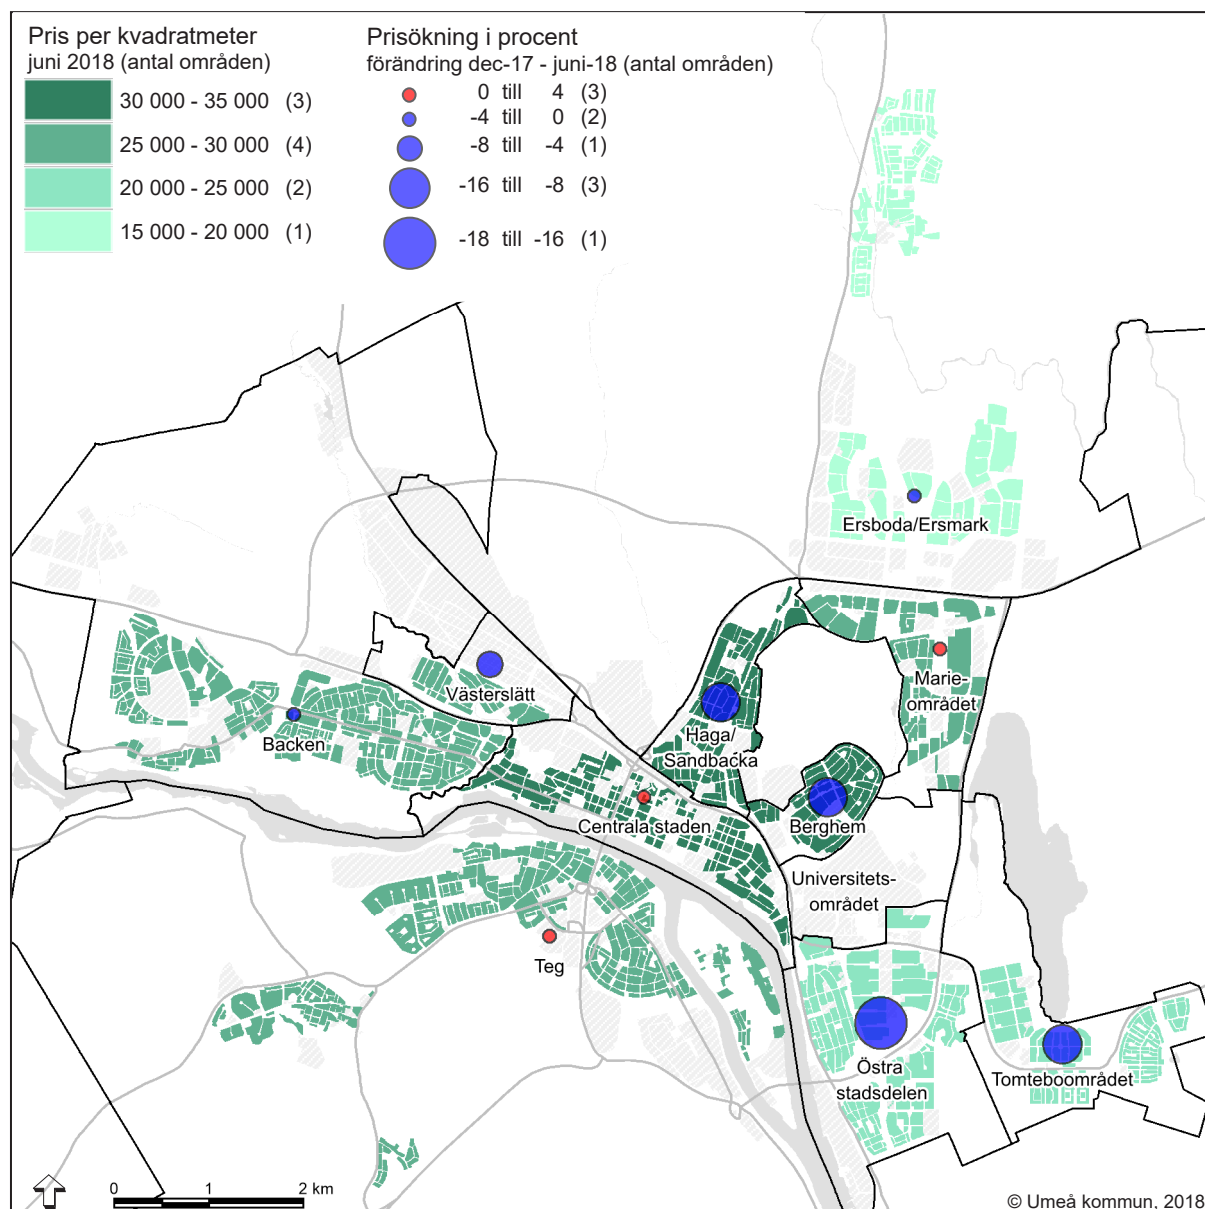 Pris per kvadratmeter
juni 2018 (antal områden)
30 000 - 35 000 (3)
25 000 - 30 000 (4)
20 000 - 25 000 (2)
15 000 - 20 000 (1)
Prisökning i procent
förändring dec-17 - juni-18 (antal områden)
0 till 4 (3)
-4 till 0 (2)
-8 till -4 (1)
-16 till -8 (3)
-18 till -16 (1)
Ersboda/Ersmark
Marie-
området
Västerslätt
Haga/
Sandbacka
Backen
Centrala staden
Berghem
Universitets-
området
Teg
Östra
stadsdelen
Tomteboområdet
0 1 2 km
© Umeå kommun, 2018